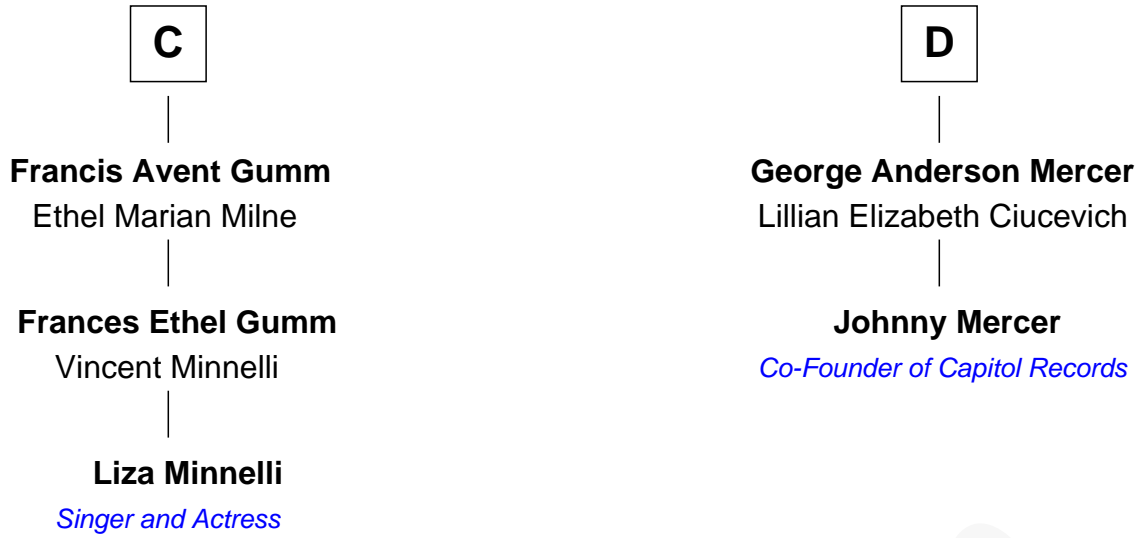 C
Francis Avent Gumm
Ethel Marian Milne
Frances Ethel Gumm
Vincent Minnelli
Liza Minnelli
Singer and Actress
D
George Anderson Mercer
Lillian Elizabeth Ciucevich
Johnny Mercer
Co-Founder of Capitol Records